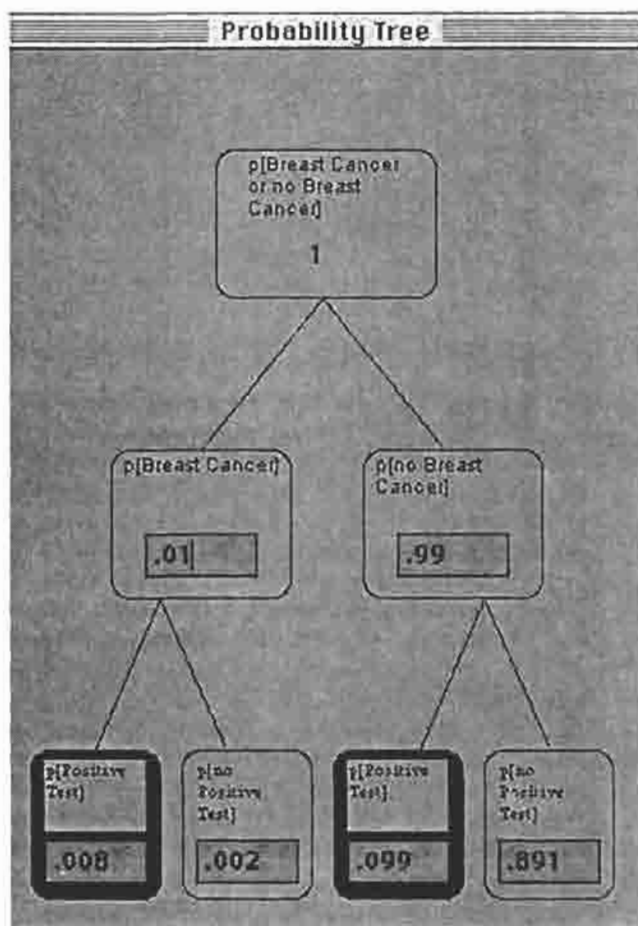 Probability Tree
p[Breast Cancer
or no Breast
Cancer]
1
p[Breast Cancer]
.01
p[no Breast
Cancer]
.99
p[Positive
Test]
.008
p[no
Positive
Test]
.002
p[Positive
Test]
.099
p[no
Positive
Test]
.891